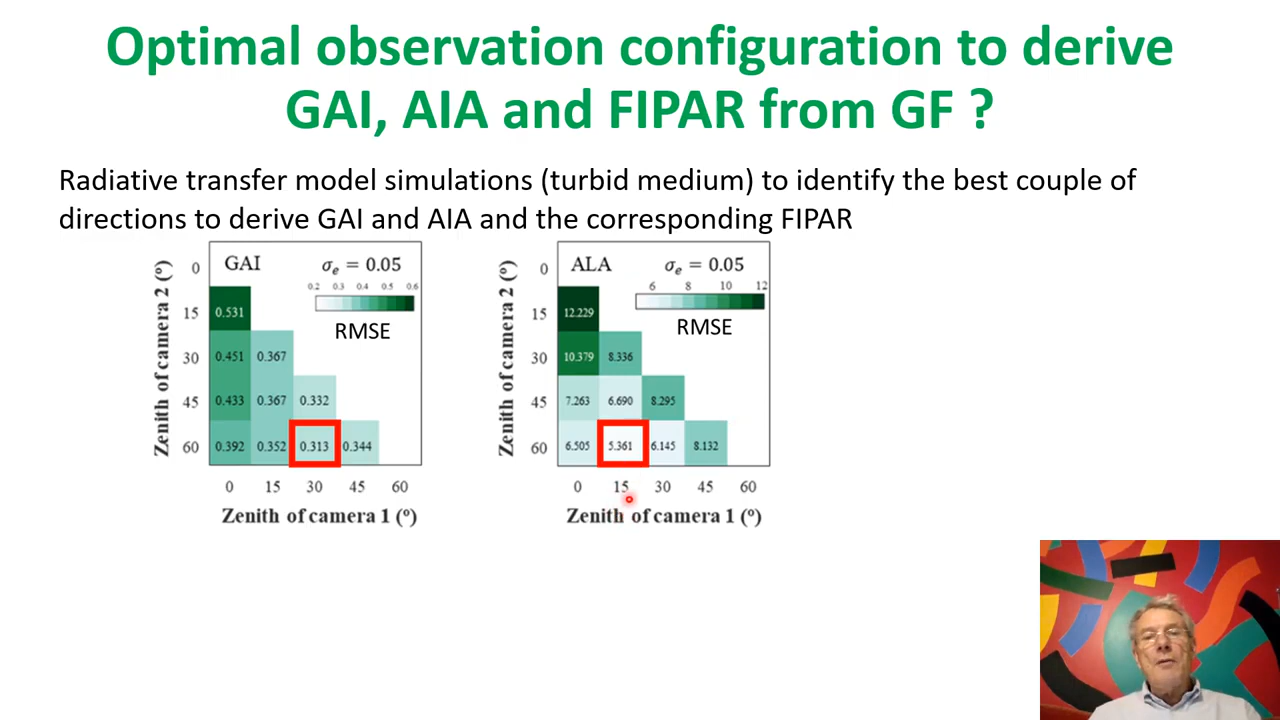 Optimal observation configuration to derive
GAI, AIA and FIPAR from GF ?
Radiative transfer model simulations (turbid medium) to identify the best couple of
directions to derive GAI and AIA and the corresponding FIPAR
GAI
σe = 0.05
0.2 0.3 0.4 0.5 0.6
RMSE
Zenith of camera 2 (º)
0
15 0.531
30 0.451 0.367
45 0.433 0.367 0.332
60 0.392 0.352 0.313 0.344
0 15 30 45 60
Zenith of camera 1 (º)
ALA
σe = 0.05
6 8 10 12
RMSE
Zenith of camera 2 (º)
0
15 12.229
30 10.379 8.336
45 7.263 6.690 8.295
60 6.505 5.361 6.145 8.132
0 15 30 45 60
Zenith of camera 1 (º)